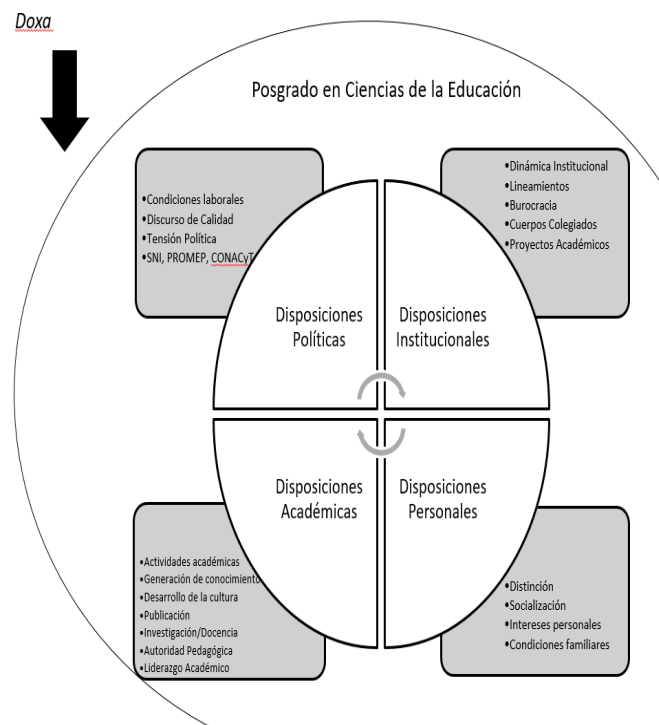 Doxa
Posgrado en Ciencias de la Educación
•Condiciones laborales
•Discurso de Calidad
•Tensión Política
•SNI, PROMEP, CONACyT
•Dinámica Institucional
•Lineamientos
•Burocracia
•Cuerpos Colegiados
•Proyectos Académicos
Disposiciones
Políticas
Disposiciones
Institucionales
Disposiciones
Académicas
Disposiciones
Personales
•Actividades académicas
•Generación de conocimiento
•Desarrollo de la cultura
•Publicación
•Investigación/Docencia
•Autoridad Pedagógica
•Liderazgo Académico
•Distinción
•Socialización
•Intereses personales
•Condiciones familiares